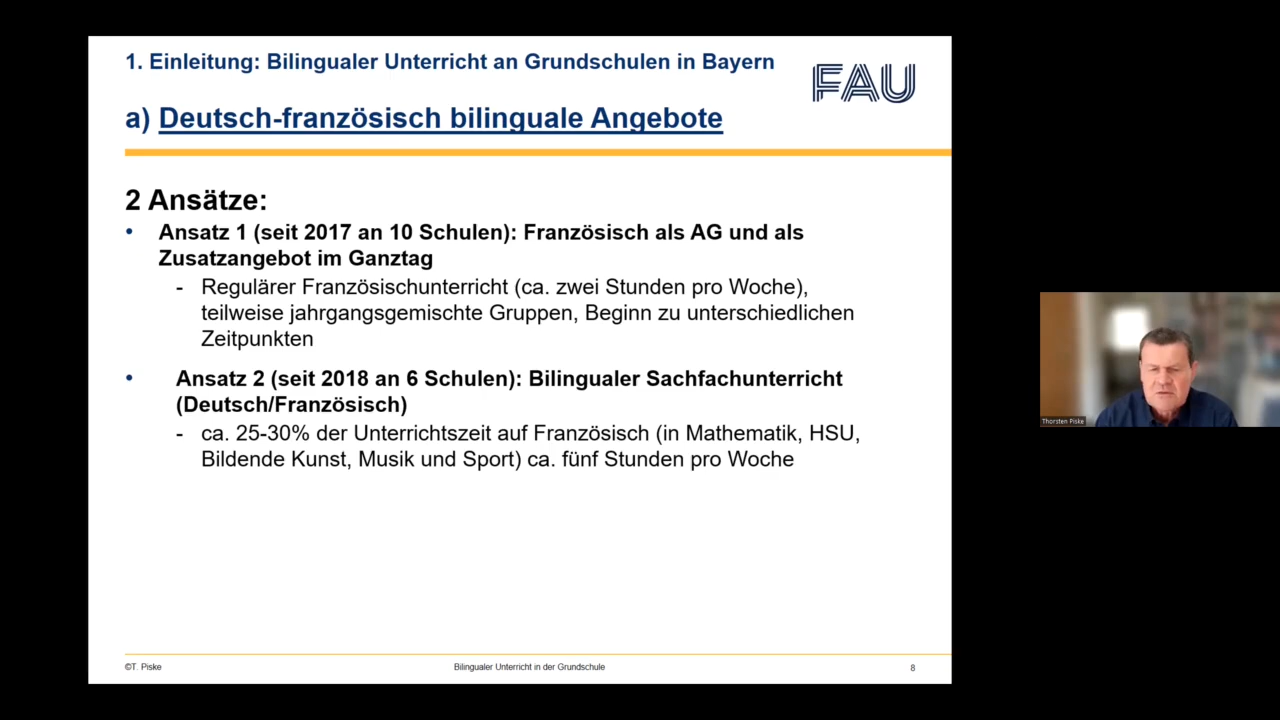 1. Einleitung: Bilingualer Unterricht an Grundschulen in Bayern
FAU
a) Deutsch-französisch bilinguale Angebote
2 Ansätze:
• Ansatz 1 (seit 2017 an 10 Schulen): Französisch als AG und als
Zusatzangebot im Ganztag
- Regulärer Französischunterricht (ca. zwei Stunden pro Woche),
teilweise jahrgangsgemischte Gruppen, Beginn zu unterschiedlichen
Zeitpunkten
• Ansatz 2 (seit 2018 an 6 Schulen): Bilingualer Sachfachunterricht
(Deutsch/Französisch)
- ca. 25-30% der Unterrichtszeit auf Französisch (in Mathematik, HSU,
Bildende Kunst, Musik und Sport) ca. fünf Stunden pro Woche
©T. Piske
Bilingualer Unterricht in der Grundschule
8
Thorsten Piske